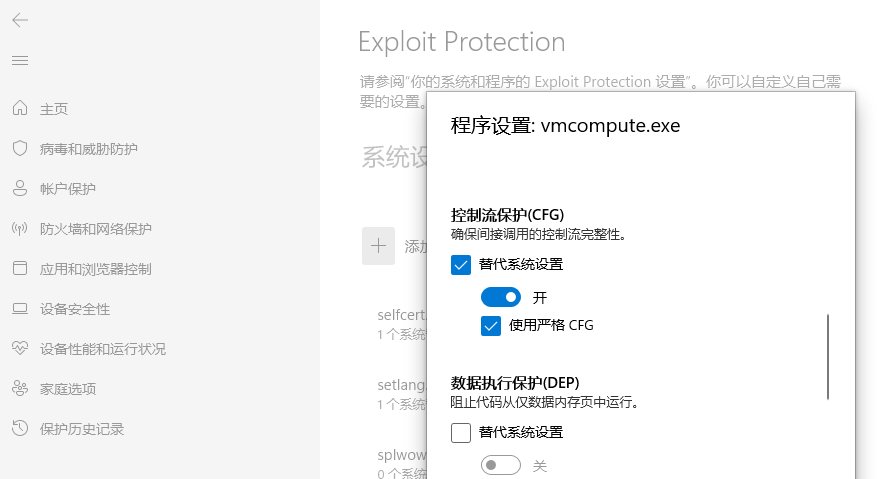 Exploit Protection
请参阅“你的系统和程序的 Exploit Protection 设置”。你可以自定义自己需
要的设置。
主页
病毒和威胁防护
帐户保护
防火墙和网络保护
应用和浏览器控制
设备安全性
设备性能和运行状况
家庭选项
保护历史记录
系统设
添加
selfcert.
1 个系统
setlang.
1 个系统
splwow
0 个系统
程序设置: vmcompute.exe
控制流保护(CFG)
确保间接调用的控制流完整性。
替代系统设置
开
使用严格 CFG
数据执行保护(DEP)
阻止代码从仅数据内存页中运行。
替代系统设置
关